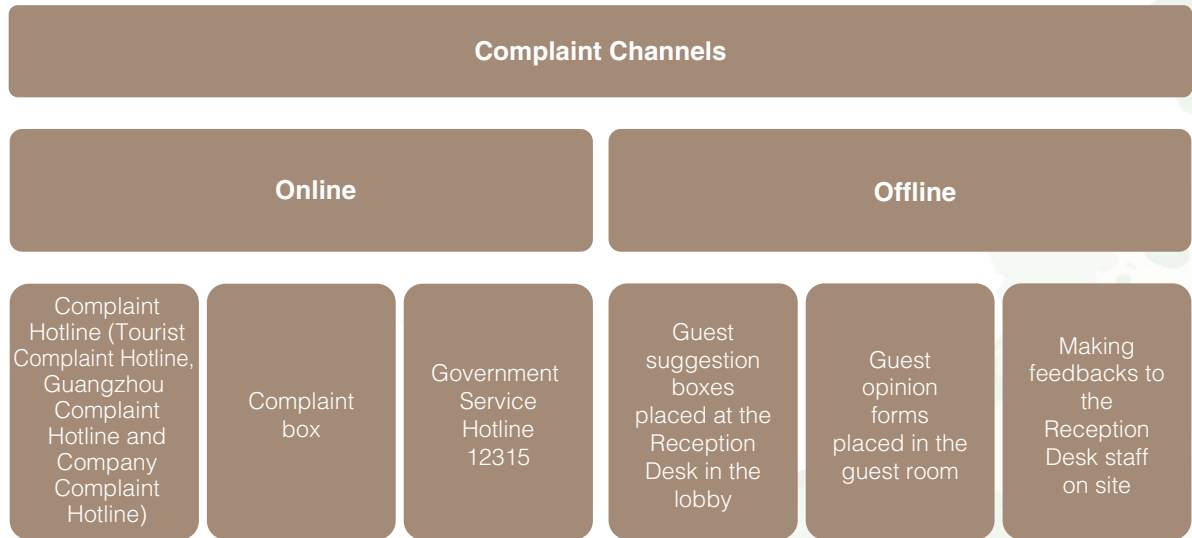 Complaint Channels
Online
Offline
Complaint
Hotline (Tourist
Complaint Hotline,
Guangzhou
Complaint
Hotline and
Company
Complaint
Hotline)
Complaint
box
Government
Service
Hotline
12315
Guest
suggestion
boxes
placed at the
Reception
Desk in the
lobby
Guest
opinion
forms
placed in the
guest room
Making
feedbacks to
the
Reception
Desk staff
on site